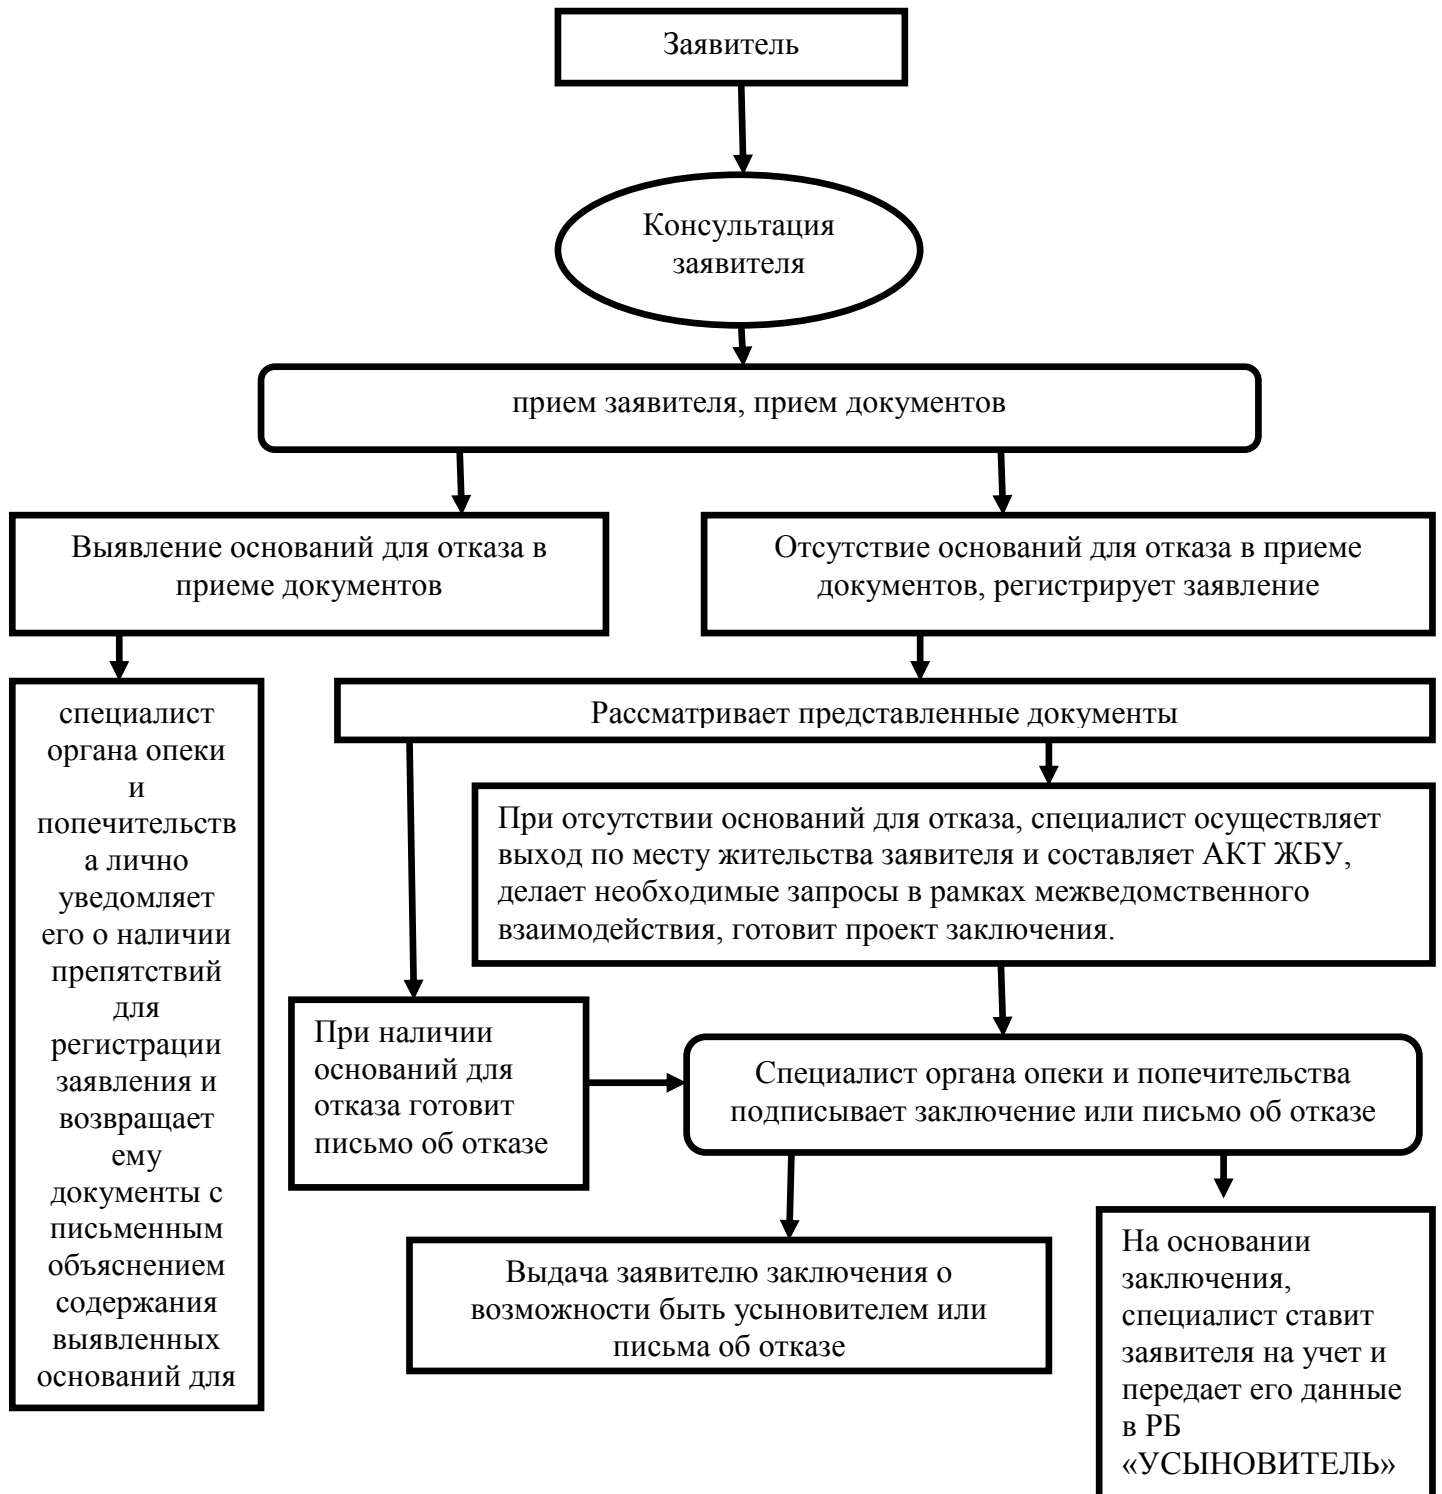 Заявитель
Консультация
заявителя
прием заявителя, прием документов
Выявление оснований для отказа в
приеме документов
Отсутствие оснований для отказа в приеме
документов, регистрирует заявление
специалист
органа опеки
и
попечительств
а лично
уведомляет
его о наличии
препятствий
для
регистрации
заявления и
возвращает
ему
документы с
письменным
объяснением
содержания
выявленных
оснований для
Рассматривает представленные документы
При отсутствии оснований для отказа, специалист осуществляет
выход по месту жительства заявителя и составляет АКТ ЖБУ,
делает необходимые запросы в рамках межведомственного
взаимодействия, готовит проект заключения.
При наличии
оснований для
отказа готовит
письмо об отказе
Специалист органа опеки и попечительства
подписывает заключение или письмо об отказе
Выдача заявителю заключения о
возможности быть усыновителем или
письма об отказе
На основании
заключения,
специалист ставит
заявителя на учет и
передает его данные
в РБ
«УСЫНОВИТЕЛЬ»